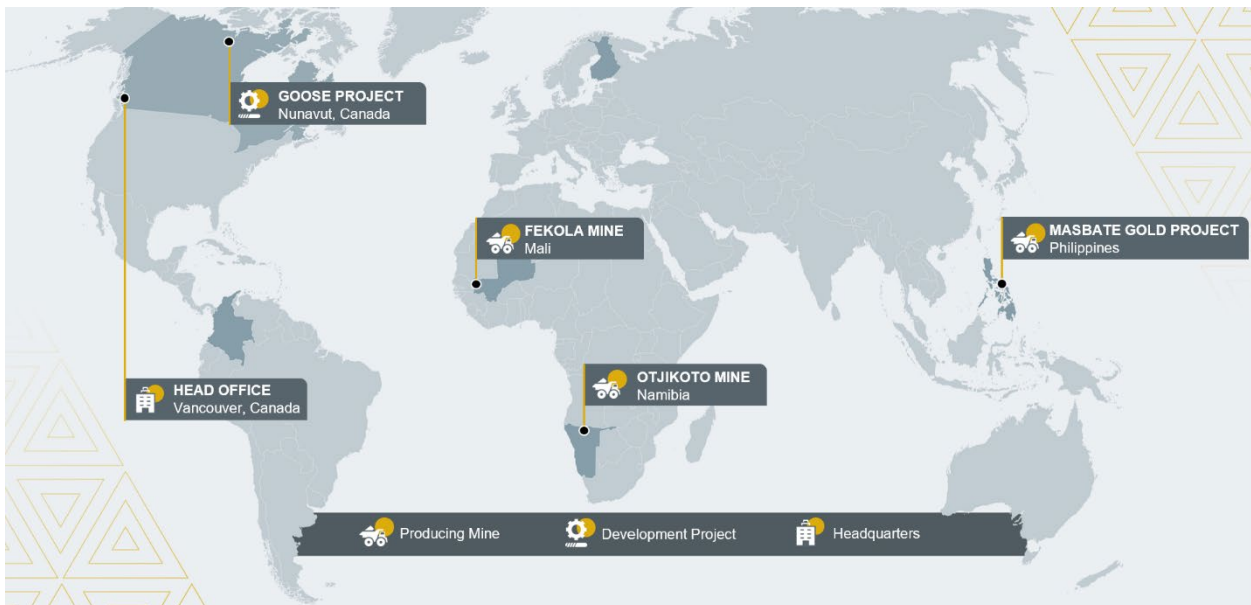 GOOSE PROJECT
Nunavut, Canada
FEKOLA MINE
Mali
MASBATE GOLD PROJECT
Philippines
HEAD OFFICE
Vancouver, Canada
OTJIKOTO MINE
Namibia
Producing Mine
Development Project
Headquarters